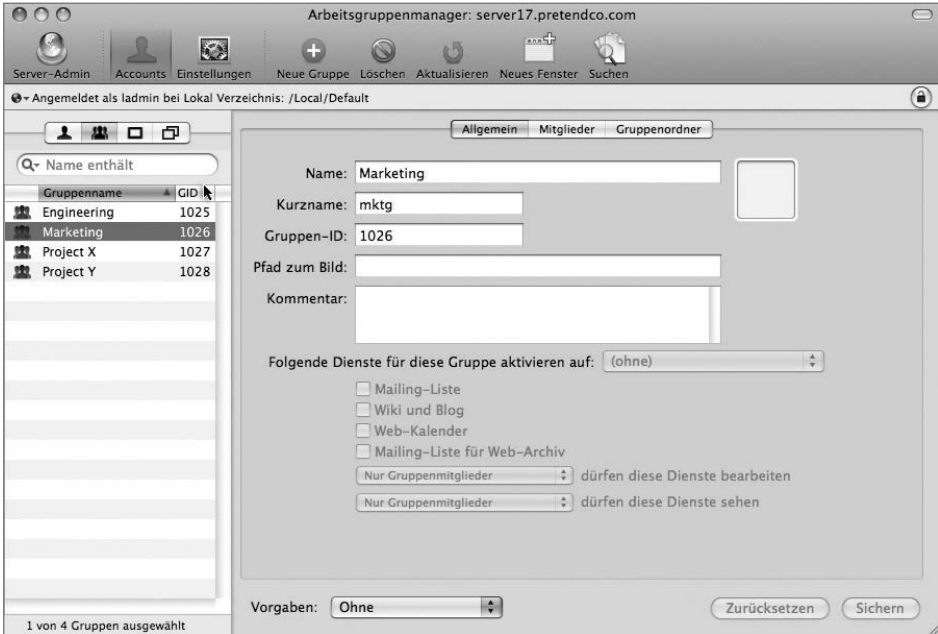 Arbeitsgruppenmanager: server17.pretendco.com
Server-Admin Accounts Einstellungen Neue Gruppe Löschen Aktualisieren Neues Fenster Suchen
Angemeldet als ladmin bei Lokal Verzeichnis: /Local/Default
Name enthält
Gruppenname GID
Engineering 1025
Marketing 1026
Project X 1027
Project Y 1028
1 von 4 Gruppen ausgewählt
Allgemein Mitglieder Gruppenordner
Name: Marketing
Kurzname: mktg
Gruppen-ID: 1026
Pfad zum Bild:
Kommentar:
Folgende Dienste für diese Gruppe aktivieren auf: (ohne)
Mailing-Liste
Wiki und Blog
Web-Kalender
Mailing-Liste für Web-Archiv
Nur Gruppenmitglieder dürfen diese Dienste bearbeiten
Nur Gruppenmitglieder dürfen diese Dienste sehen
Vorgaben: Ohne Zurücksetzen Sichern